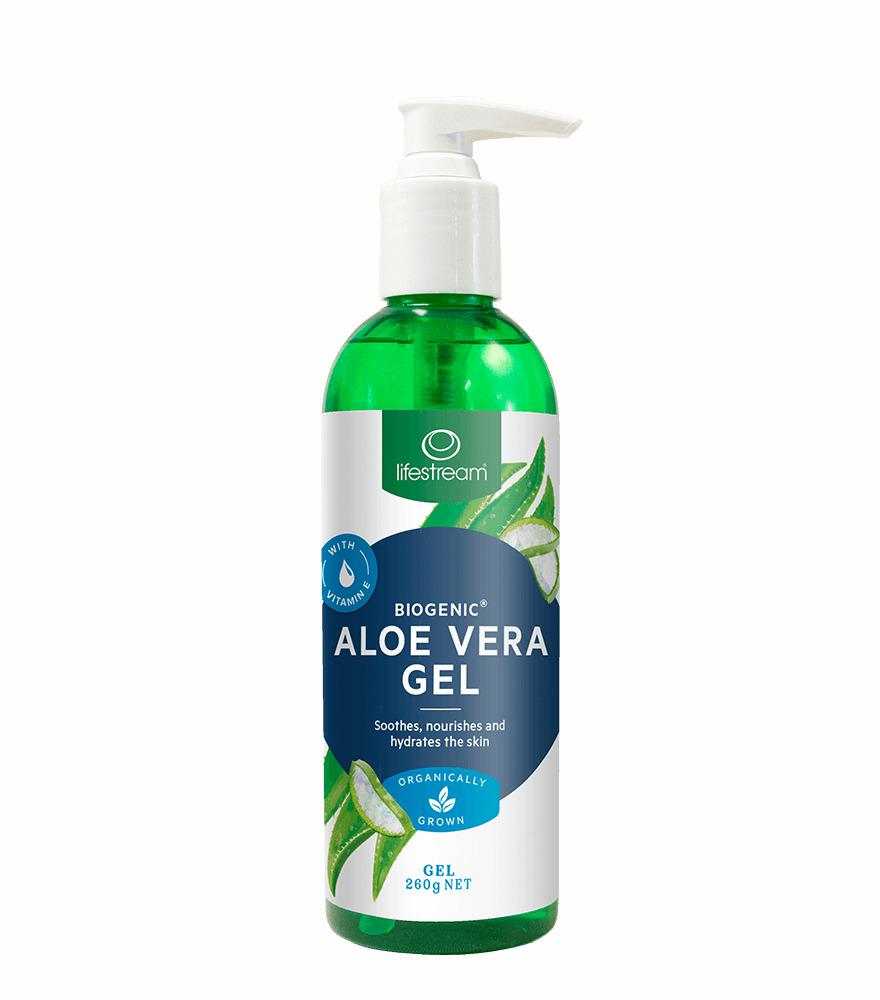 lifestream®
WITH
VITAMIN E
BIOGENIC®
ALOE VERA
GEL
Soothes, nourishes and
hydrates the skin
ORGANICALLY
GROWN
GEL
260g NET